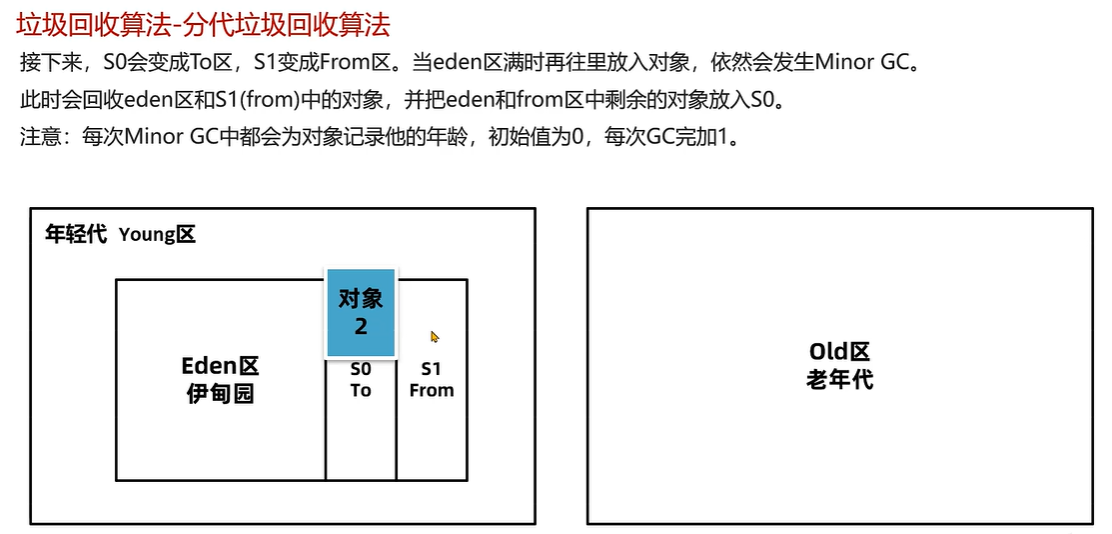 垃圾回收算法-分代垃圾回收算法
接下来，S0会变成To区，S1变成From区。当eden区满时再往里放入对象，依然会发生Minor GC。
此时会回收eden区和S1(from)中的对象，并把eden和from区中剩余的对象放入S0。
注意：每次Minor GC中都会为对象记录他的年龄，初始值为0，每次GC完加1。
年轻代 Young区
对象
2
Eden区
伊甸园
S0
To
S1
From
Old区
老年代